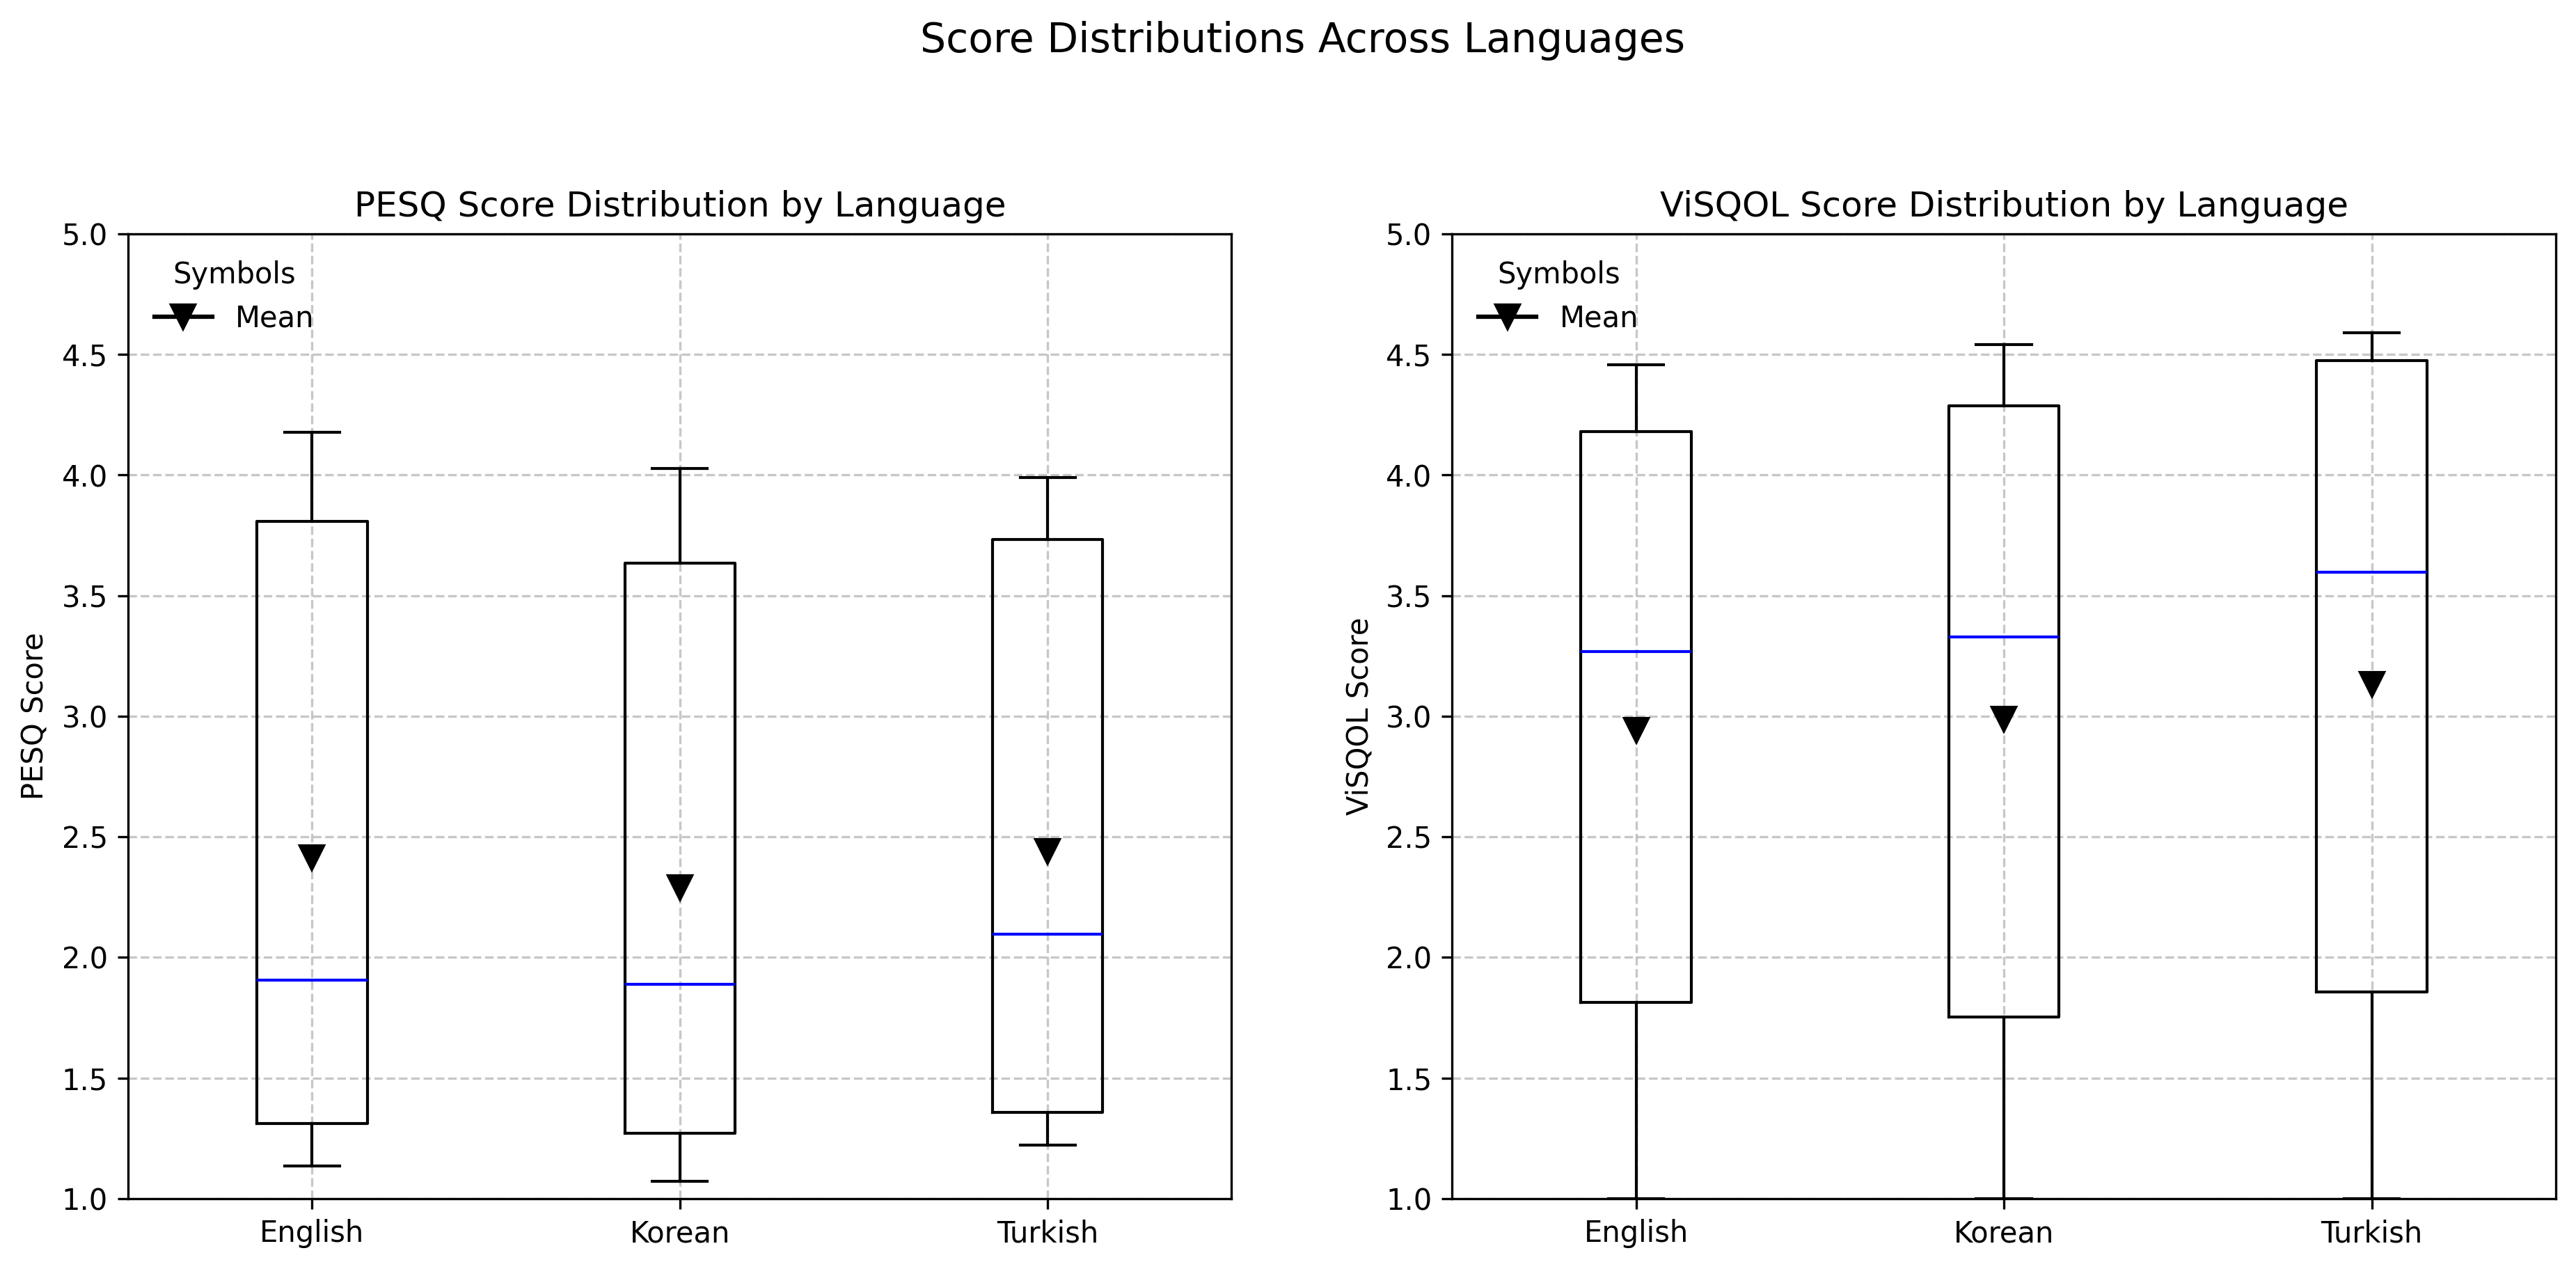 Score Distributions Across Languages
PESQ Score Distribution by Language
Symbols
Mean
PESQ Score
5.0
4.5
4.0
3.5
3.0
2.5
2.0
1.5
1.0
English Korean Turkish
ViSQOL Score Distribution by Language
Symbols
Mean
ViSQOL Score
5.0
4.5
4.0
3.5
3.0
2.5
2.0
1.5
1.0
English Korean Turkish